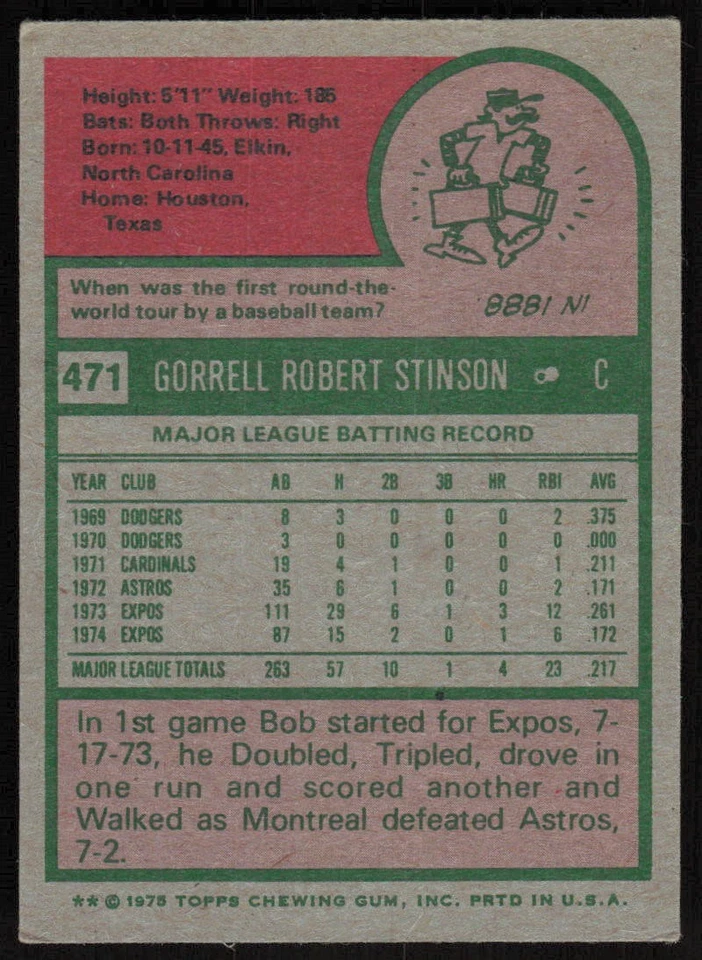 Height: 5'11" Weight: 185
Bats: Both Throws: Right
Born: 10-11-45, Elkin,
North Carolina
Home: Houston,
Texas
When was the first round-the-
world tour by a baseball team?
IN 1888.
471 GORRELL ROBERT STINSON C
MAJOR LEAGUE BATTING RECORD
YEAR CLUB AB H 2B 3B HR RBI AVG
1969 DODGERS 8 3 0 0 0 2 .375
1970 DODGERS 3 0 0 0 0 0 .000
1971 CARDINALS 19 4 1 0 0 1 .211
1972 ASTROS 35 6 1 0 0 2 .171
1973 EXPOS 111 29 6 1 3 12 .261
1974 EXPOS 87 15 2 0 1 6 .172
MAJOR LEAGUE TOTALS 263 57 10 1 4 23 .217
In 1st game Bob started for Expos, 7-
17-73, he Doubled, Tripled, drove in
one run and scored another and
Walked as Montreal defeated Astros,
7-2.
** © 1975 TOPPS CHEWING GUM, INC. PRTD IN U.S.A.